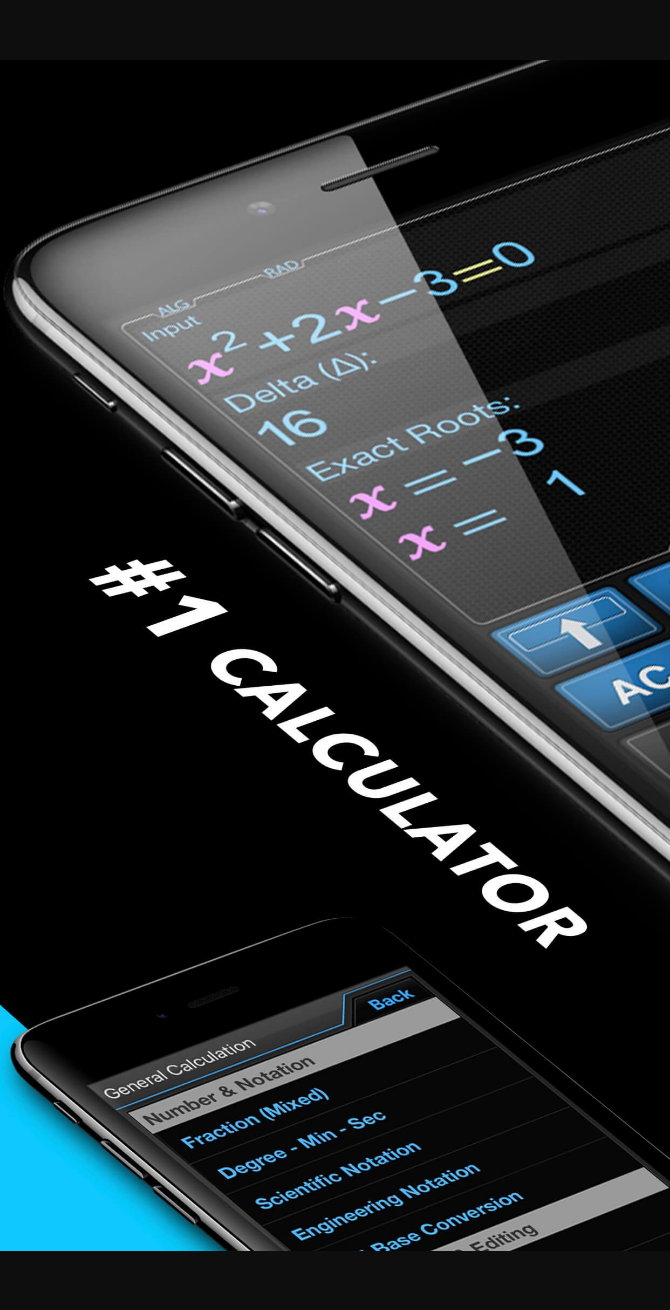 ALG
RAD
Input
x²+2x−3=0
Delta (Δ):
16
Exact Roots:
x = −3
x = 1
AC
#1 CALCULATOR
General Calculation
Back
Number & Notation
Fraction (Mixed)
Degree - Min - Sec
Scientific Notation
Engineering Notation
Base Conversion
Editing